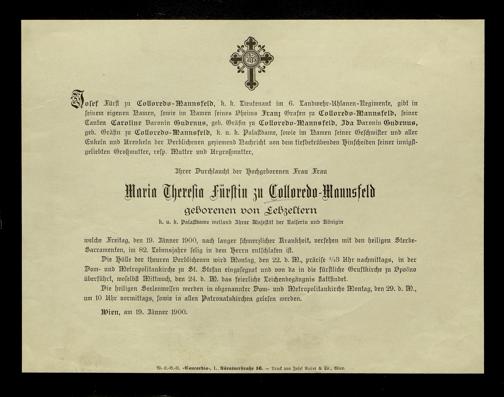 Josef Fürst zu Colloredo-Mannsfeld, k. k. Lieutenant im 6. Landwehr-Uhlanen-Regimente, gibt in
seinem eigenen Namen, sowie im Namen seines Oheims Franz Grafen zu Colloredo-Mannsfeld, seiner
Tanten Caroline Baronin Gudenus, geb. Gräfin zu Colloredo-Mannsfeld, Ida Baronin Gudenus,
geb. Gräfin zu Colloredo-Mannsfeld, k. u. k. Palastdame, sowie im Namen seiner Geschwister und aller
Enkeln und Urenkeln der Verblichenen geziemend Nachricht von dem tiefbetrübenden Hinscheiden seiner innigst-
geliebten Großmutter, resp. Mutter und Urgroßmutter,
Ihrer Durchlaucht der Hochgeborenen Frau Frau
Maria Theresia Fürstin zu Colloredo-Mannsfeld
geborenen von Lebzeltern
k. u. k. Palastdame weiland Ihrer Majestät der Kaiserin und Königin
welche Freitag, den 19. Jänner 1900, nach langer schmerzlicher Krankheit, versehen mit den heiligen Sterbe-
Sacramenten, im 82. Lebensjahre selig in dem Herrn entschlafen ist.
Die Hülle der theuren Verblichenen wird Montag, den 22. d. M., präcise 1/23 Uhr nachmittags, in der
Dom- und Metropolitankirche zu St. Stefan eingesegnet und von da in die fürstliche Gruftkirche zu Opočno
überführt, woselbst Mittwoch, den 24. d. M. das feierliche Leichenbegängnis stattfindet.
Die heiligen Seelenmessen werden in obgenannter Dom- und Metropolitankirche Montag, den 29. d. M.,
um 10 Uhr vormittags, sowie in allen Patronatskirchen gelesen werden.
Wien, am 19. Jänner 1900.
«Concordia», I. 16. — Druck von Josef Wien